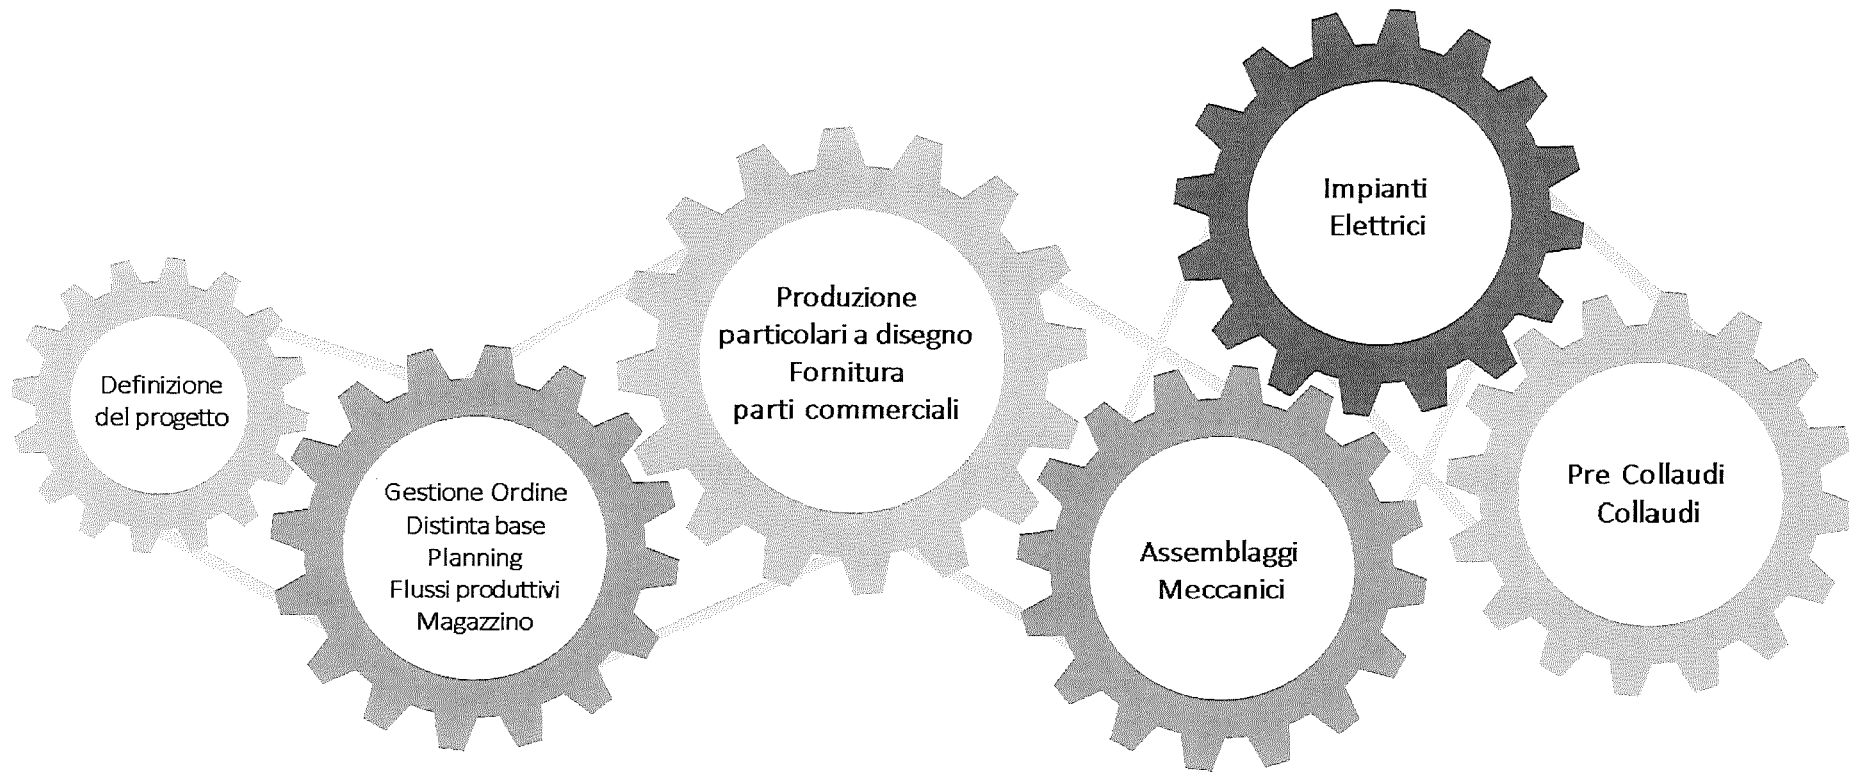 Definizione
del progetto
Gestione Ordine
Distinta base
Planning
Flussi produttivi
Magazzino
Produzione
particolari a disegno
Fornitura
parti commerciali
Assemblaggi
Meccanici
Impianti
Elettrici
Pre Collaudi
Collaudi